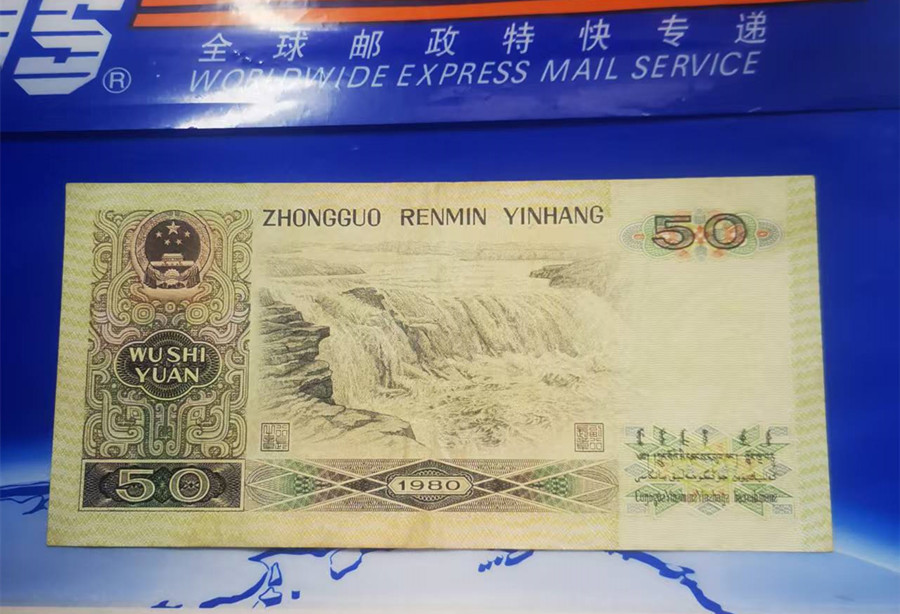 全球邮政特快专递
WORLDWIDE EXPRESS MAIL SERVICE
ZHONGGUO RENMIN YINHANG
50
WU SHI
YUAN
50
1980